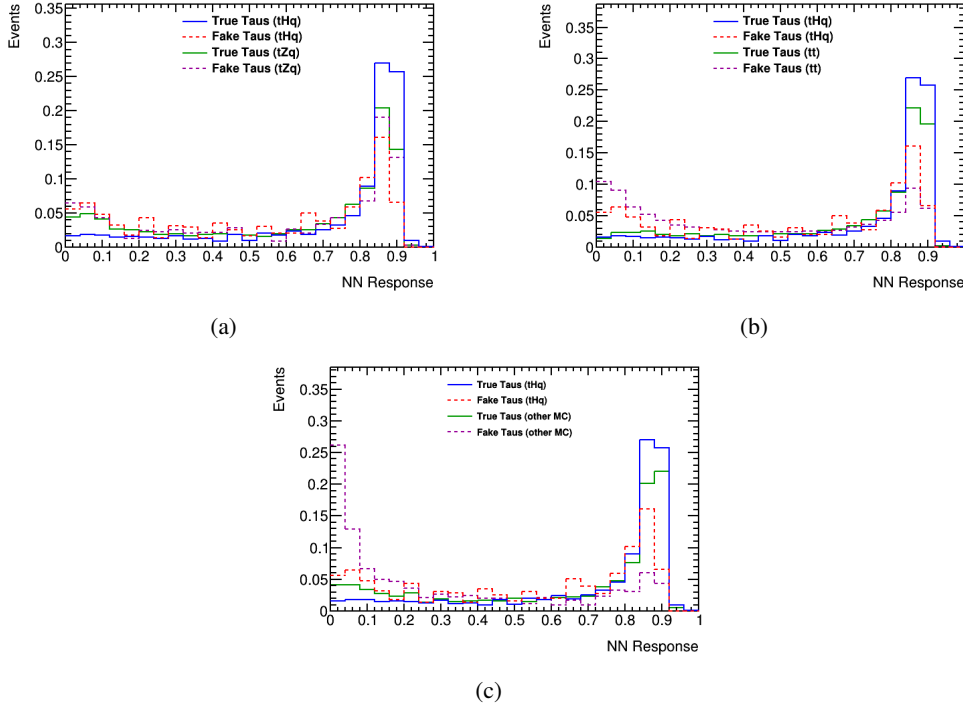 Events
0.35
0.3
0.25
0.2
0.15
0.1
0.05
0
True Taus (tHq)
Fake Taus (tHq)
True Taus (tZq)
Fake Taus (tZq)
0 0.1 0.2 0.3 0.4 0.5 0.6 0.7 0.8 0.9 1
NN Response
(a)
Events
0.35
0.3
0.25
0.2
0.15
0.1
0.05
0
True Taus (tHq)
Fake Taus (tHq)
True Taus (tt)
Fake Taus (tt)
0 0.1 0.2 0.3 0.4 0.5 0.6 0.7 0.8 0.9
NN Response
(b)
Events
0.35
0.3
0.25
0.2
0.15
0.1
0.05
0
True Taus (tHq)
Fake Taus (tHq)
True Taus (other MC)
Fake Taus (other MC)
0 0.1 0.2 0.3 0.4 0.5 0.6 0.7 0.8 0.9 1
NN Response
(c)